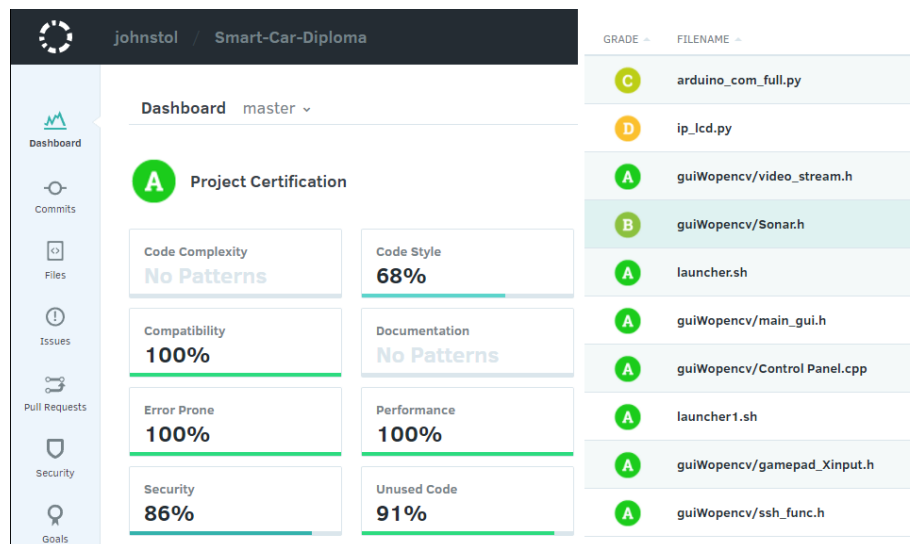 johnstol / Smart-Car-Diploma
Dashboard
Commits
Files
Issues
Pull Requests
Security
Goals
Dashboard master
A Project Certification
Code Complexity
No Patterns
Code Style
68%
Compatibility
100%
Documentation
No Patterns
Error Prone
100%
Performance
100%
Security
86%
Unused Code
91%
GRADE FILENAME
C arduino_com_full.py
D ip_lcd.py
A guiWopencv/video_stream.h
B guiWopencv/Sonar.h
A launcher.sh
A guiWopencv/main_gui.h
A guiWopencv/Control Panel.cpp
A launcher1.sh
A guiWopencv/gamepad_Xinput.h
A guiWopencv/ssh_func.h